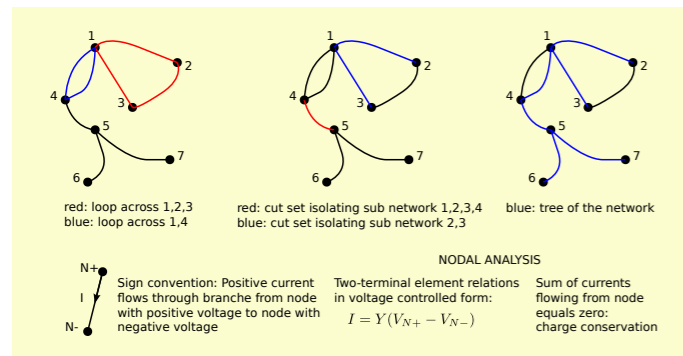 1
2
3
4
5
6
7
1
2
3
4
5
6
7
1
2
3
4
5
6
7
red: loop across 1,2,3
blue: loop across 1,4
red: cut set isolating sub network 1,2,3,4
blue: cut set isolating sub network 2,3
blue: tree of the network
NODAL ANALYSIS
N+
I
N-
Sign convention: Positive current
flows through branche from node
with positive voltage to node with
negative voltage
Two-terminal element relations
in voltage controlled form:
I = Y(V_{N+} − V_{N−})
Sum of currents
flowing from node
equals zero:
charge conservation